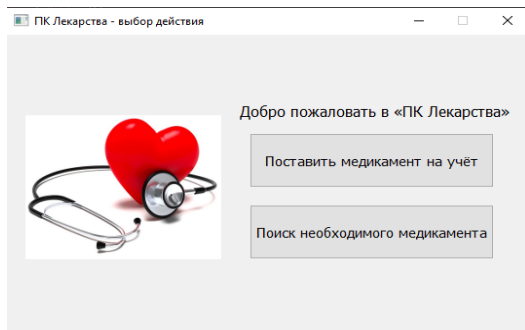 ПК Лекарства - выбор действия
Добро пожаловать в «ПК Лекарства»
Поставить медикамент на учёт
Поиск необходимого медикамента